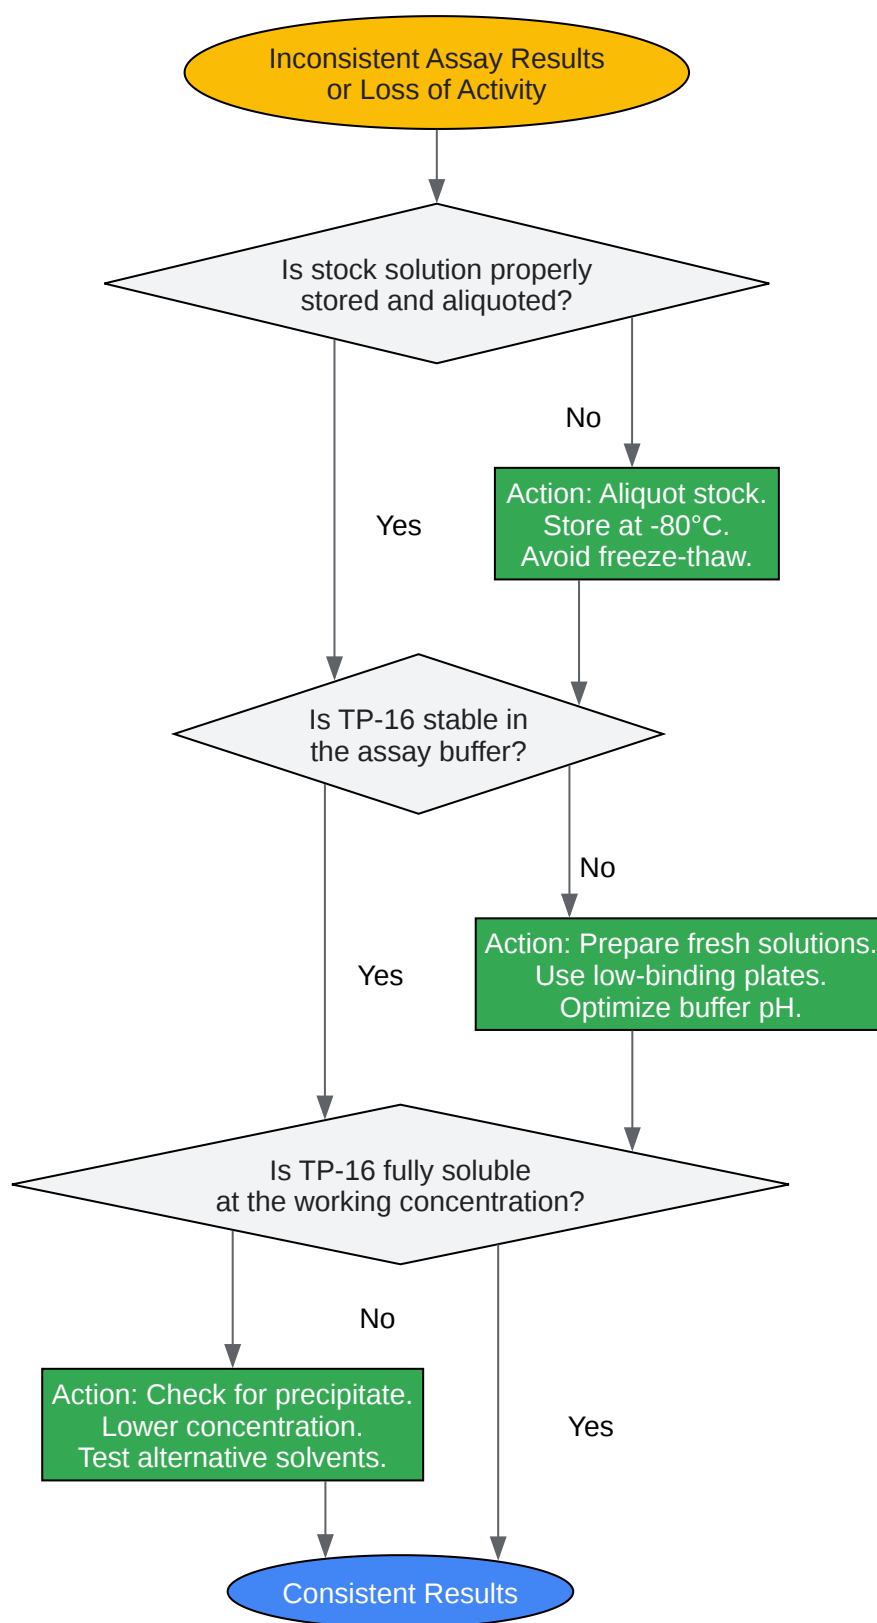 Inconsistent Assay Results
or Loss of Activity
Is stock solution properly
stored and aliquoted?
No
Action: Aliquot stock.
Store at -80°C.
Avoid freeze-thaw.
Yes
Is TP-16 stable in
the assay buffer?
No
Action: Prepare fresh solutions.
Use low-binding plates.
Optimize buffer pH.
Yes
Is TP-16 fully soluble
at the working concentration?
No
Action: Check for precipitate.
Lower concentration.
Test alternative solvents.
Yes
Consistent Results